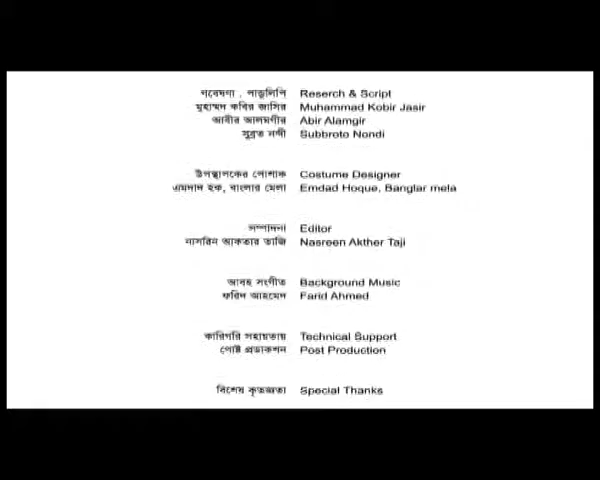 গবেষণা . পান্ডুলিপি Reserch & Script
মুহাম্মদ কবির জাসির Muhammad Kobir Jasir
আবীর আলমগীর Abir Alamgir
সুব্রত নন্দী Subbroto Nondi
উপস্থাপকের পোশাক Costume Designer
এমদাদ হক, বাংলার মেলা Emdad Hoque, Banglar mela
সম্পাদনা Editor
নাসরিন আকতার তাজি Nasreen Akther Taji
আবহ সংগীত Background Music
ফরিদ আহমেদ Farid Ahmed
কারিগরি সহায়তায় Technical Support
পোষ্ট প্রডাকশন Post Production
বিশেষ কৃতজ্ঞতা Special Thanks